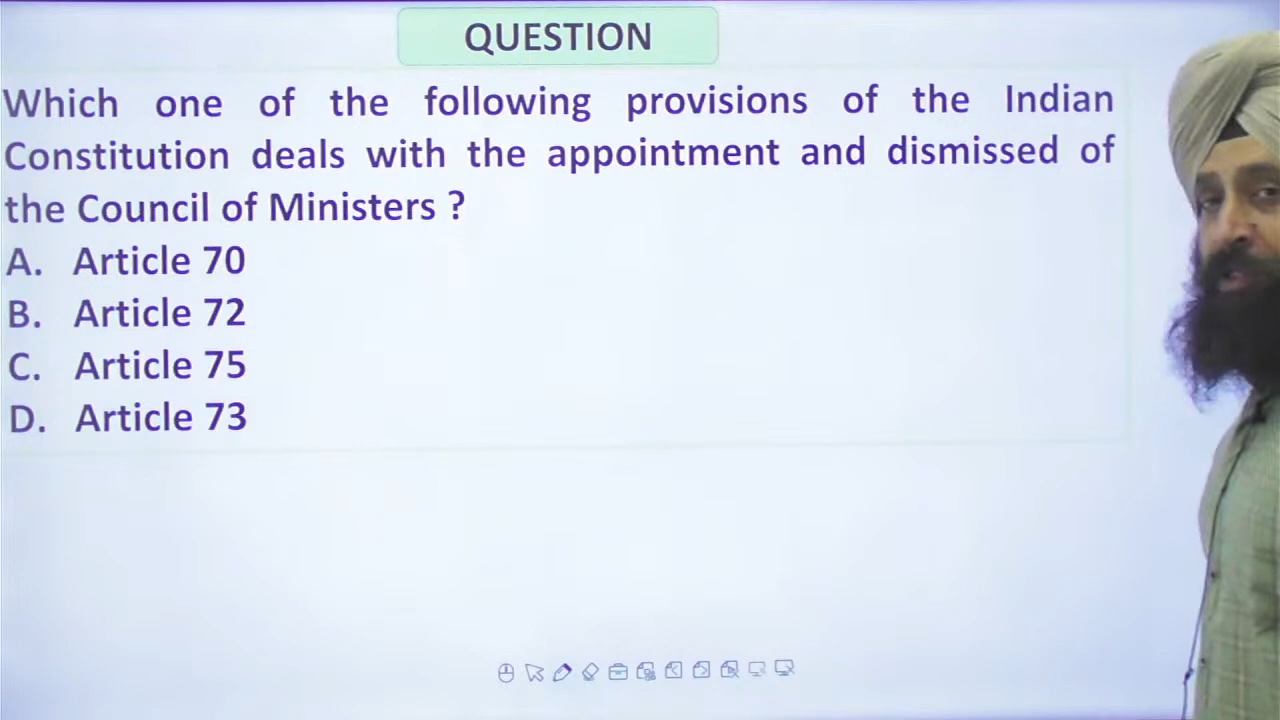 QUESTION
Which one of the following provisions of the Indian
Constitution deals with the appointment and dismissed of
the Council of Ministers ?
A. Article 70
B. Article 72
C. Article 75
D. Article 73